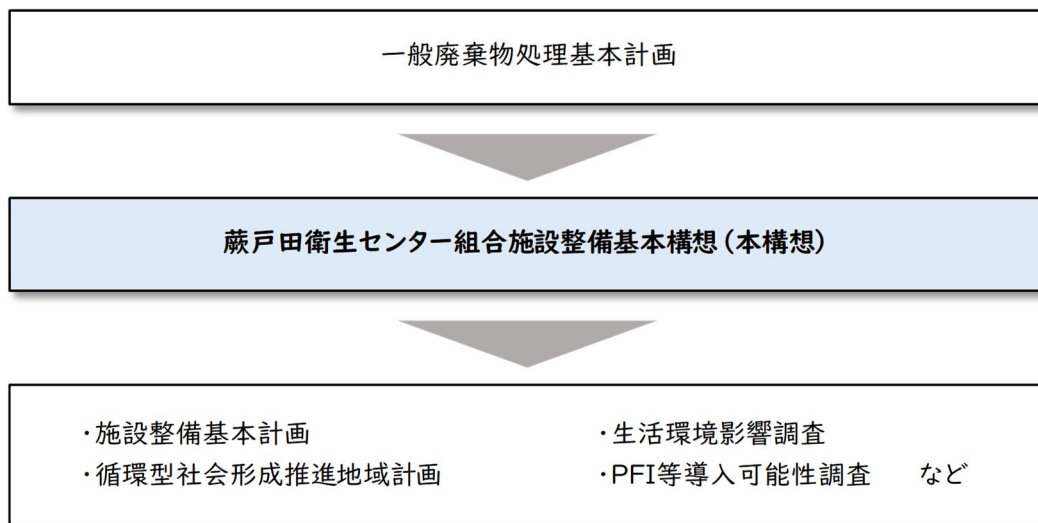 一般廃棄物処理基本計画
蕨戸田衛生センター組合施設整備基本構想（本構想）
・施設整備基本計画
・生活環境影響調査
・循環型社会形成推進地域計画
・PFI等導入可能性調査 など